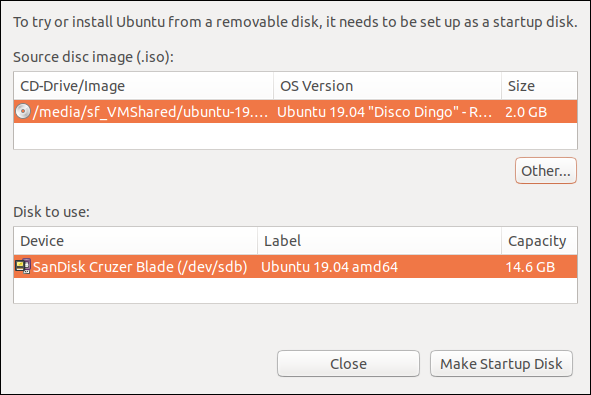 To try or install Ubuntu from a removable disk, it needs to be set up as a startup disk.
Source disc image (.iso):
CD-Drive/Image OS Version Size
/media/sf_VMShared/ubuntu-19.… Ubuntu 19.04 "Disco Dingo" - R… 2.0 GB
Other...
Disk to use:
Device Label Capacity
SanDisk Cruzer Blade (/dev/sdb) Ubuntu 19.04 amd64 14.6 GB
Close Make Startup Disk